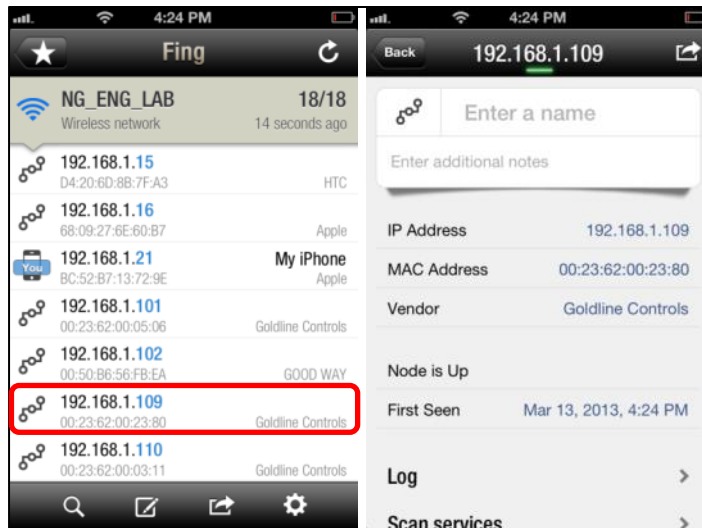 4:24 PM
Fing
NG_ENG_LAB 18/18
Wireless network 14 seconds ago
192.168.1.15
D4:20:6D:8B:7F:A3 HTC
192.168.1.16
68:09:27:6E:60:B7 Apple
You
192.168.1.21 My iPhone
BC:52:B7:13:72:9E Apple
192.168.1.101
00:23:62:00:05:06 Goldline Controls
192.168.1.102
00:50:B6:56:FB:EA GOOD WAY
192.168.1.109
00:23:62:00:23:80 Goldline Controls
192.168.1.110
00:23:62:00:03:11 Goldline Controls
4:24 PM
Back 192.168.1.109
Enter a name
Enter additional notes
IP Address 192.168.1.109
MAC Address 00:23:62:00:23:80
Vendor Goldline Controls
Node is Up
First Seen Mar 13, 2013, 4:24 PM
Log
Scan services